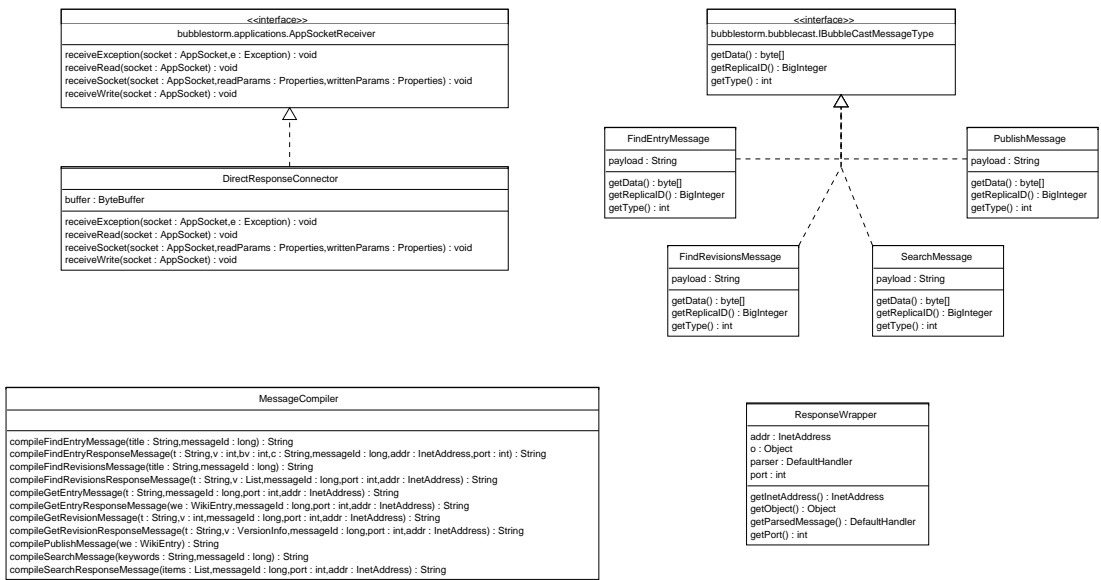 <<interface>>
bubblestorm.applications.AppSocketReceiver
receiveException(socket : AppSocket,e : Exception) : void
receiveRead(socket : AppSocket) : void
receiveSocket(socket : AppSocket,readParams : Properties,writtenParams : Properties) : void
receiveWrite(socket : AppSocket) : void
DirectResponseConnector
buffer : ByteBuffer
receiveException(socket : AppSocket,e : Exception) : void
receiveRead(socket : AppSocket) : void
receiveSocket(socket : AppSocket,readParams : Properties,writtenParams : Properties) : void
receiveWrite(socket : AppSocket) : void
<<interface>>
bubblestorm.bubblecast.IBubbleCastMessageType
getData() : byte[]
getReplicaID() : BigInteger
getType() : int
FindEntryMessage
payload : String
getData() : byte[]
getReplicaID() : BigInteger
getType() : int
PublishMessage
payload : String
getData() : byte[]
getReplicaID() : BigInteger
getType() : int
FindRevisionsMessage
payload : String
getData() : byte[]
getReplicaID() : BigInteger
getType() : int
SearchMessage
payload : String
getData() : byte[]
getReplicaID() : BigInteger
getType() : int
MessageCompiler
compileFindEntryMessage(title : String,messageId : long) : String
compileFindEntryResponseMessage(t : String,v : int,bv : int,c : String,messageId : long,addr : InetAddress,port : int) : String
compileFindRevisionsMessage(title : String,messageId : long) : String
compileFindRevisionsResponseMessage(t : String,v : List,messageId : long,port : int,addr : InetAddress) : String
compileGetEntryMessage(t : String,messageId : long,port : int,addr : InetAddress) : String
compileGetEntryResponseMessage(we : WikiEntry,messageId : long,port : int,addr : InetAddress) : String
compileGetRevisionMessage(t : String,v : int,messageId : long,port : int,addr : InetAddress) : String
compileGetRevisionResponseMessage(t : String,v : VersionInfo,messageId : long,port : int,addr : InetAddress) : String
compilePublishMessage(we : WikiEntry) : String
compileSearchMessage(keywords : String,messageId : long) : String
compileSearchResponseMessage(items : List,messageId : long,port : int,addr : InetAddress) : String
ResponseWrapper
addr : InetAddress
o : Object
parser : DefaultHandler
port : int
getInetAddress() : InetAddress
getObject() : Object
getParsedMessage() : DefaultHandler
getPort() : int